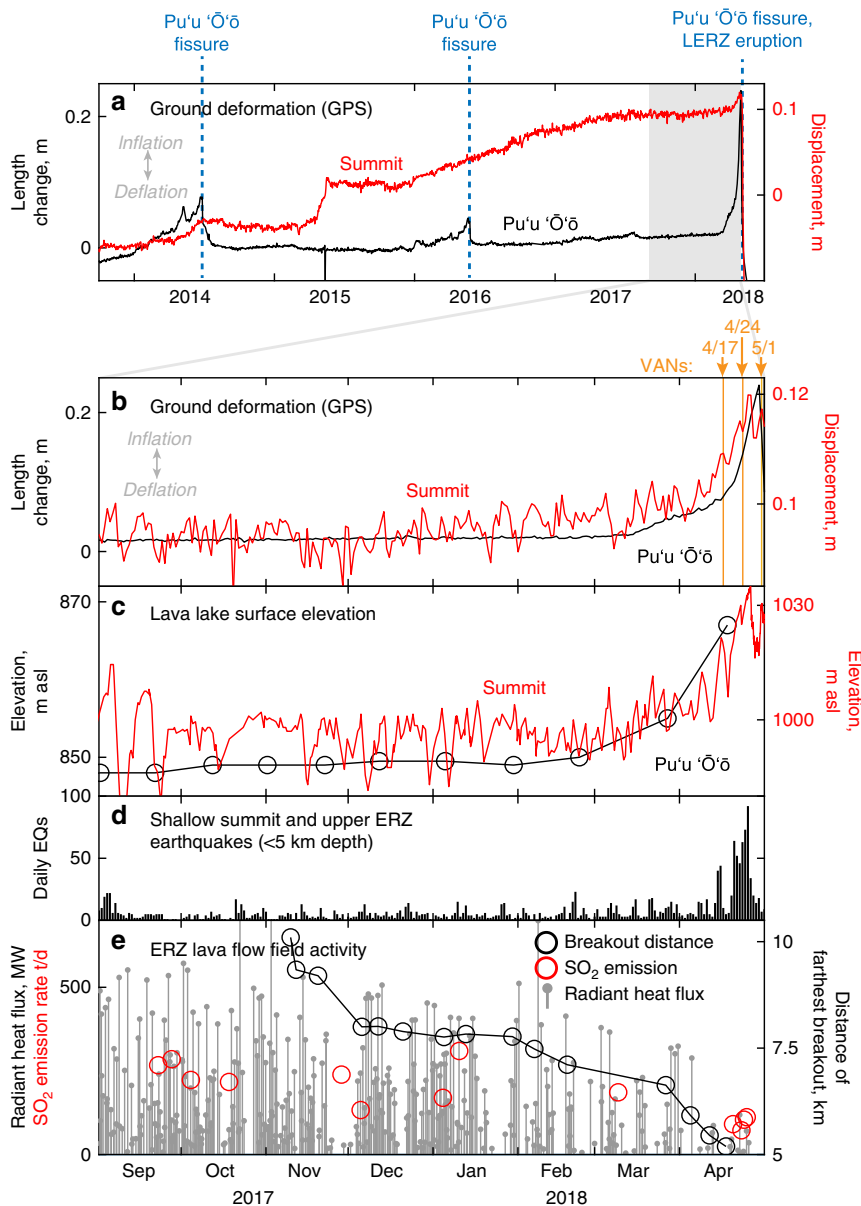 Pu‘u ‘Ō‘ō
fissure
Pu‘u ‘Ō‘ō
fissure
Pu‘u ‘Ō‘ō fissure,
LERZ eruption
a Ground deformation (GPS)
0.2
0
Length
change, m
Inflation
Deflation
Summit
Pu‘u ‘Ō‘ō
0.1
0
Displacement, m
2014 2015 2016 2017 2018
VANs: 4/17 4/24 5/1
b Ground deformation (GPS)
0.2
0
Length
change, m
Inflation
Deflation
Summit
Pu‘u ‘Ō‘ō
0.12
0.1
Displacement, m
c Lava lake surface elevation
870
850
Elevation,
m asl
Summit
Pu‘u ‘Ō‘ō
1030
1000
Elevation,
m asl
d Shallow summit and upper ERZ
earthquakes (<5 km depth)
100
50
0
Daily EQs
e ERZ lava flow field activity
500
0
Radiant heat flux, MW
SO2 emission rate t/d
Breakout distance
SO2 emission
Radiant heat flux
10
7.5
5
Distance of
farthest breakout, km
Sep Oct Nov Dec Jan Feb Mar Apr
2017 2018